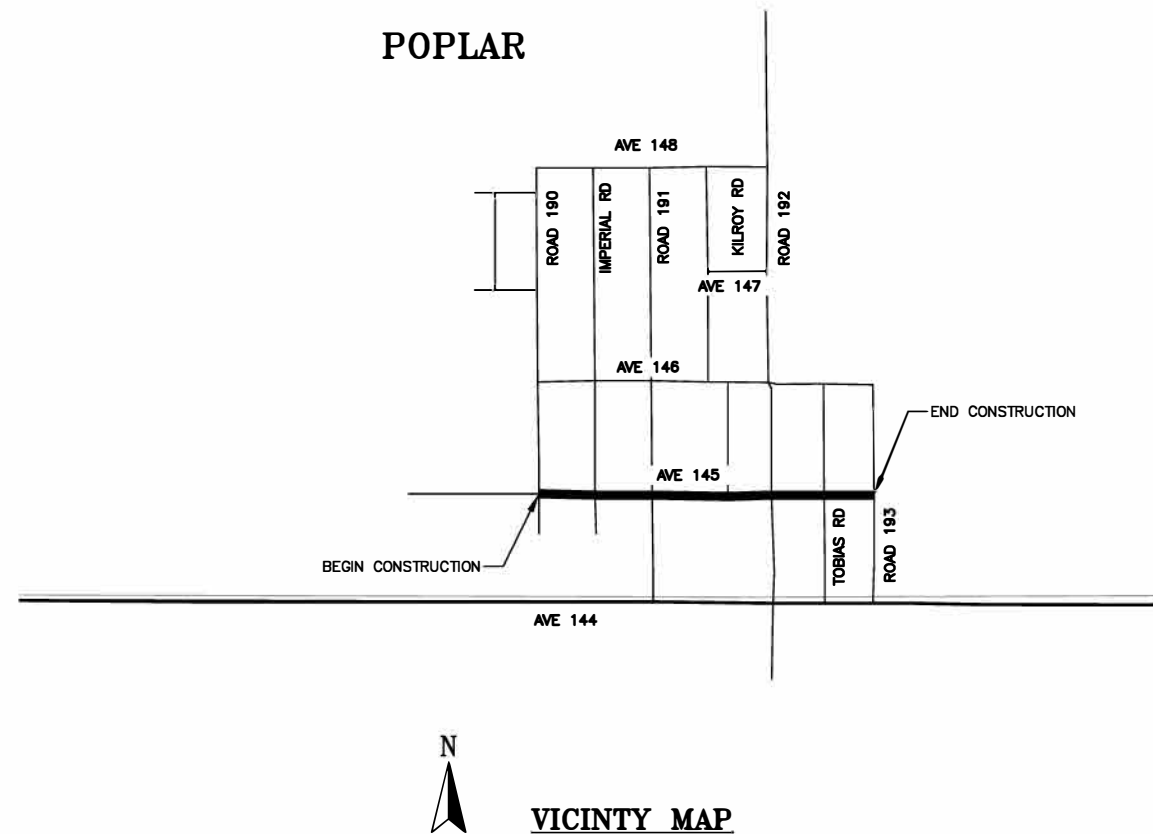 POPLAR
AVE 148
ROAD 190
IMPERIAL RD
ROAD 191
KILROY RD
ROAD 192
AVE 147
AVE 146
END CONSTRUCTION
AVE 145
BEGIN CONSTRUCTION
TOBIAS RD
ROAD 193
AVE 144
N
VICINTY MAP